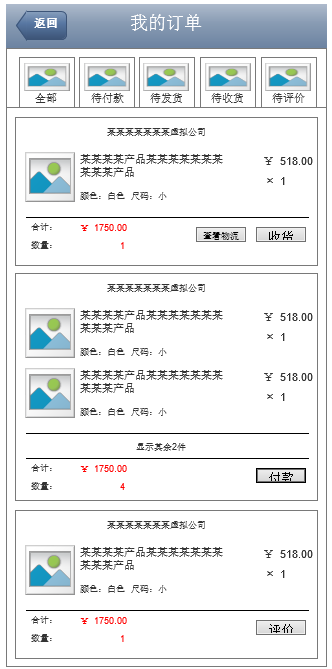 返回
我的订单
全部 待付款 待发货 待收货 待评价
某某某某某某某虚拟公司
某某某某产品某某某某某某某 ￥ 518.00
某某某产品 × 1
颜色：白色 尺码：小
合计： ￥ 1750.00
查看物流 收货
数量： 1
某某某某某某某虚拟公司
某某某某产品某某某某某某某 ￥ 518.00
某某某产品 × 1
颜色：白色 尺码：小
某某某某产品某某某某某某某 ￥ 518.00
某某某产品 × 1
颜色：白色 尺码：小
显示其余2件
合计： ￥ 1750.00
付款
数量： 4
某某某某某某某虚拟公司
某某某某产品某某某某某某某 ￥ 518.00
某某某产品 × 1
颜色：白色 尺码：小
合计： ￥ 1750.00
评价
数量： 1